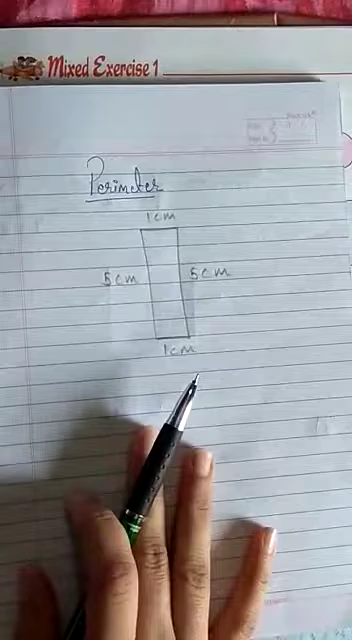 Mixed Exercise 1
Perimeter
1cm
5cm 5cm
1cm